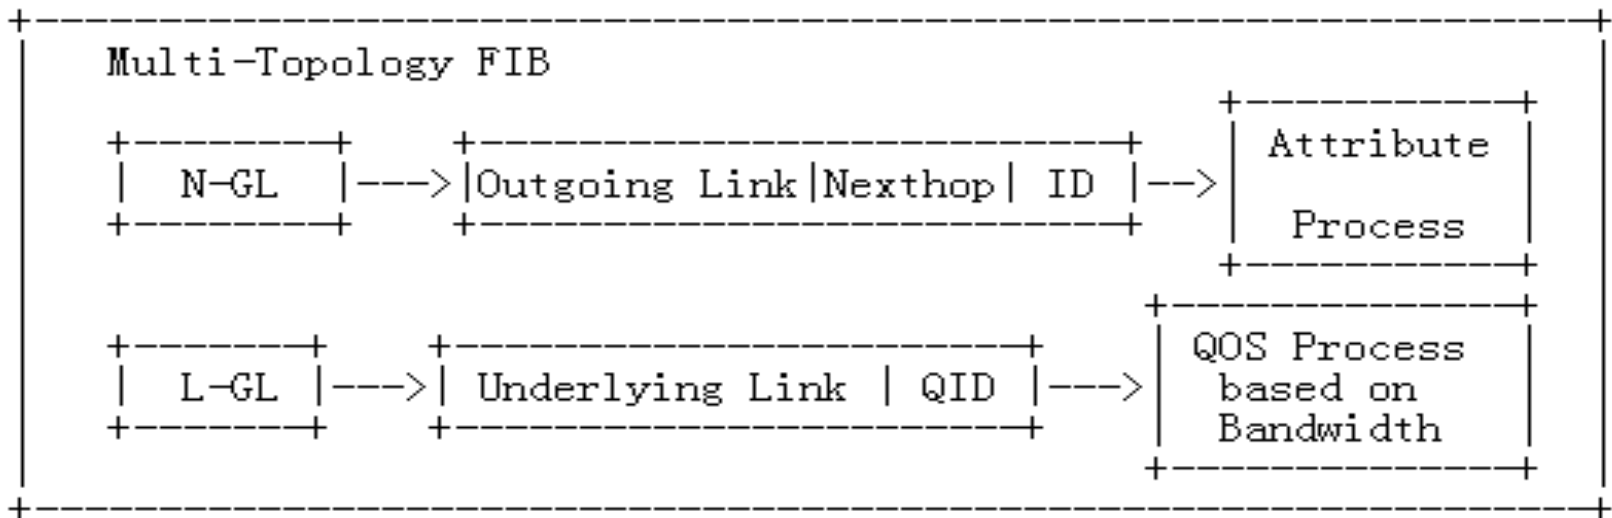 Multi-Topology FIB
N-GL Outgoing Link Nexthop ID Attribute Process
L-GL Underlying Link QID QOS Process based on Bandwidth